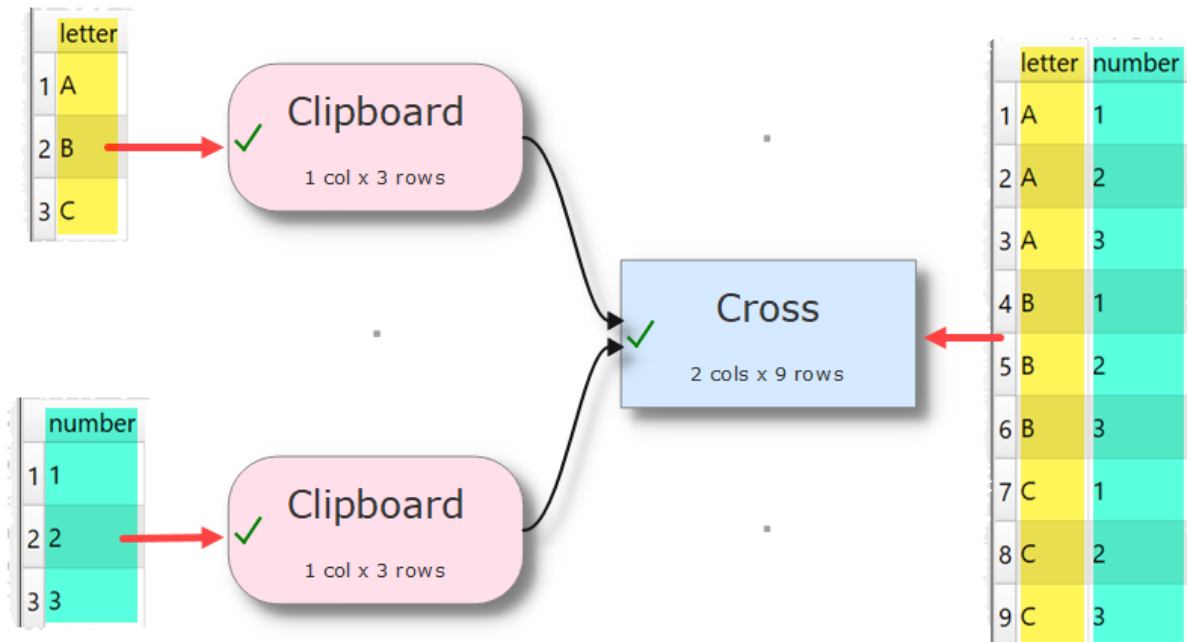 letter
1 A
2 B
3 C
Clipboard
1 col x 3 rows
number
1 1
2 2
3 3
Clipboard
1 col x 3 rows
Cross
2 cols x 9 rows
letter number
1 A 1
2 A 2
3 A 3
4 B 1
5 B 2
6 B 3
7 C 1
8 C 2
9 C 3